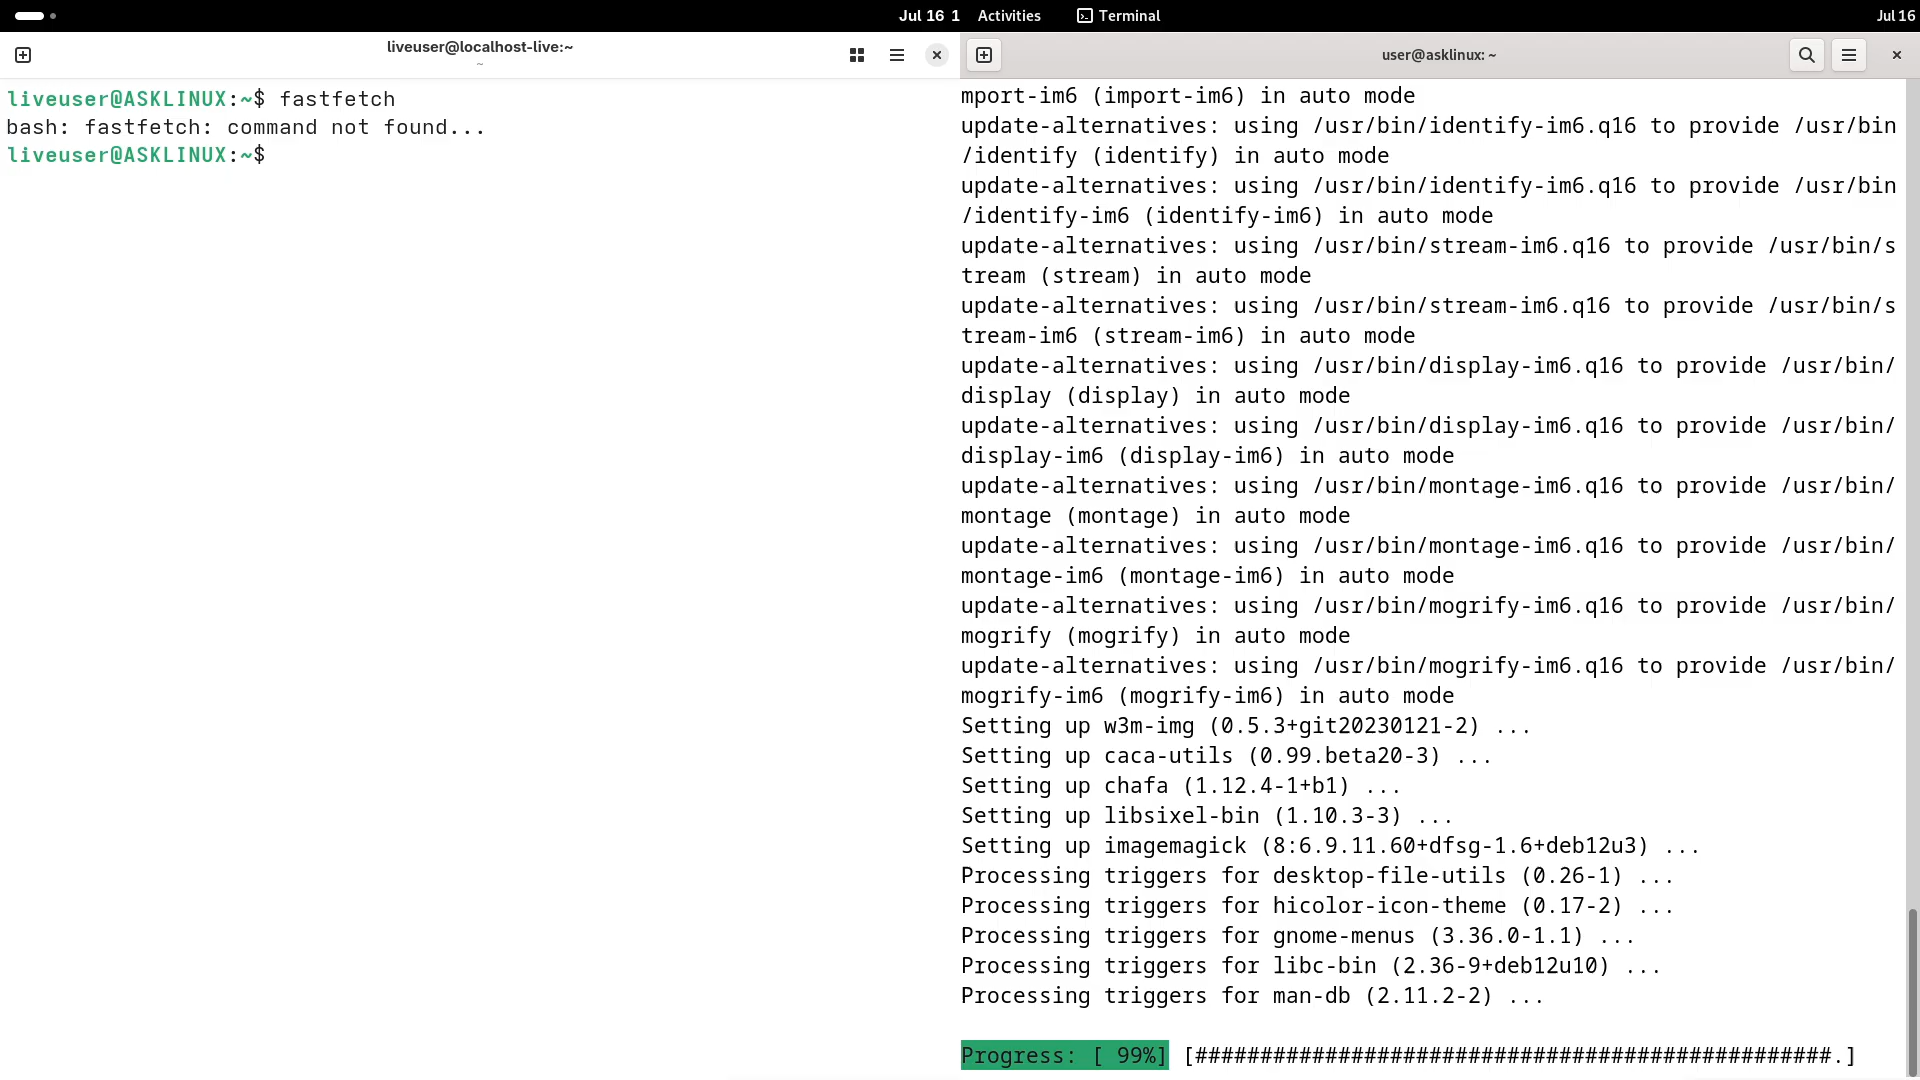 Jul 16 1 Activities Terminal Jul 16
liveuser@localhost-live:~
~
liveuser@ASKLINUX:~$ fastfetch
bash: fastfetch: command not found...
liveuser@ASKLINUX:~$
user@asklinux: ~
mport-im6 (import-im6) in auto mode
update-alternatives: using /usr/bin/identify-im6.q16 to provide /usr/bin
/identify (identify) in auto mode
update-alternatives: using /usr/bin/identify-im6.q16 to provide /usr/bin
/identify-im6 (identify-im6) in auto mode
update-alternatives: using /usr/bin/stream-im6.q16 to provide /usr/bin/s
tream (stream) in auto mode
update-alternatives: using /usr/bin/stream-im6.q16 to provide /usr/bin/s
tream-im6 (stream-im6) in auto mode
update-alternatives: using /usr/bin/display-im6.q16 to provide /usr/bin/
display (display) in auto mode
update-alternatives: using /usr/bin/display-im6.q16 to provide /usr/bin/
display-im6 (display-im6) in auto mode
update-alternatives: using /usr/bin/montage-im6.q16 to provide /usr/bin/
montage (montage) in auto mode
update-alternatives: using /usr/bin/montage-im6.q16 to provide /usr/bin/
montage-im6 (montage-im6) in auto mode
update-alternatives: using /usr/bin/mogrify-im6.q16 to provide /usr/bin/
mogrify (mogrify) in auto mode
update-alternatives: using /usr/bin/mogrify-im6.q16 to provide /usr/bin/
mogrify-im6 (mogrify-im6) in auto mode
Setting up w3m-img (0.5.3+git20230121-2) ...
Setting up caca-utils (0.99.beta20-3) ...
Setting up chafa (1.12.4-1+b1) ...
Setting up libsixel-bin (1.10.3-3) ...
Setting up imagemagick (8:6.9.11.60+dfsg-1.6+deb12u3) ...
Processing triggers for desktop-file-utils (0.26-1) ...
Processing triggers for hicolor-icon-theme (0.17-2) ...
Processing triggers for gnome-menus (3.36.0-1.1) ...
Processing triggers for libc-bin (2.36-9+deb12u10) ...
Processing triggers for man-db (2.11.2-2) ...
Progress: [ 99%] [#################################################.]